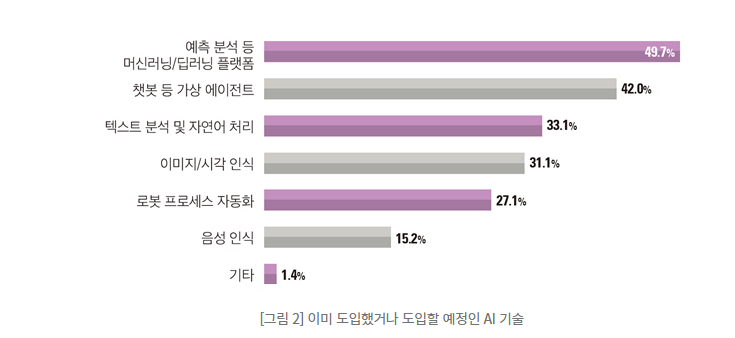 예측 분석 등
머신러닝/딥러닝 플랫폼
49.7%
챗봇 등 가상 에이전트
42.0%
텍스트 분석 및 자연어 처리
33.1%
이미지/시각 인식
31.1%
로봇 프로세스 자동화
27.1%
음성 인식
15.2%
기타
1.4%
[그림 2] 이미 도입했거나 도입할 예정인 AI 기술